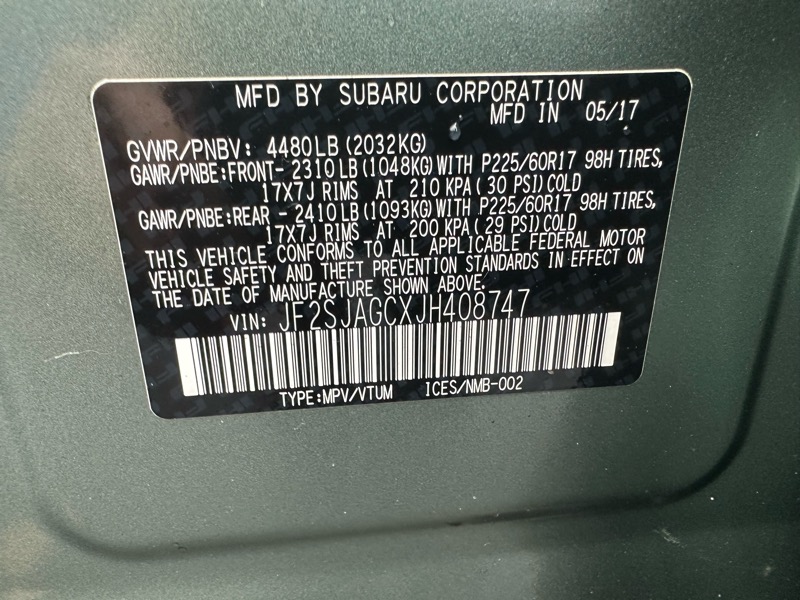 MFD BY SUBARU CORPORATION
MFD IN 05/17
GVWR/PNBV: 4480LB (2032KG)
GAWR/PNBE:FRONT- 2310LB(1048KG)WITH P225/60R17 98H TIRES,
17X7J RIMS AT 210 KPA( 30 PSI)COLD
GAWR/PNBE:REAR - 2410LB(1093KG)WITH P225/60R17 98H TIRES,
17X7J RIMS AT 200 KPA( 29 PSI)COLD
THIS VEHICLE CONFORMS TO ALL APPLICABLE FEDERAL MOTOR
VEHICLE SAFETY AND THEFT PREVENTION STANDARDS IN EFFECT ON
THE DATE OF MANUFACTURE SHOWN ABOVE.
VIN: JF2SJAGCXJH408747
TYPE:MPV/VTUM ICES/NMB-002